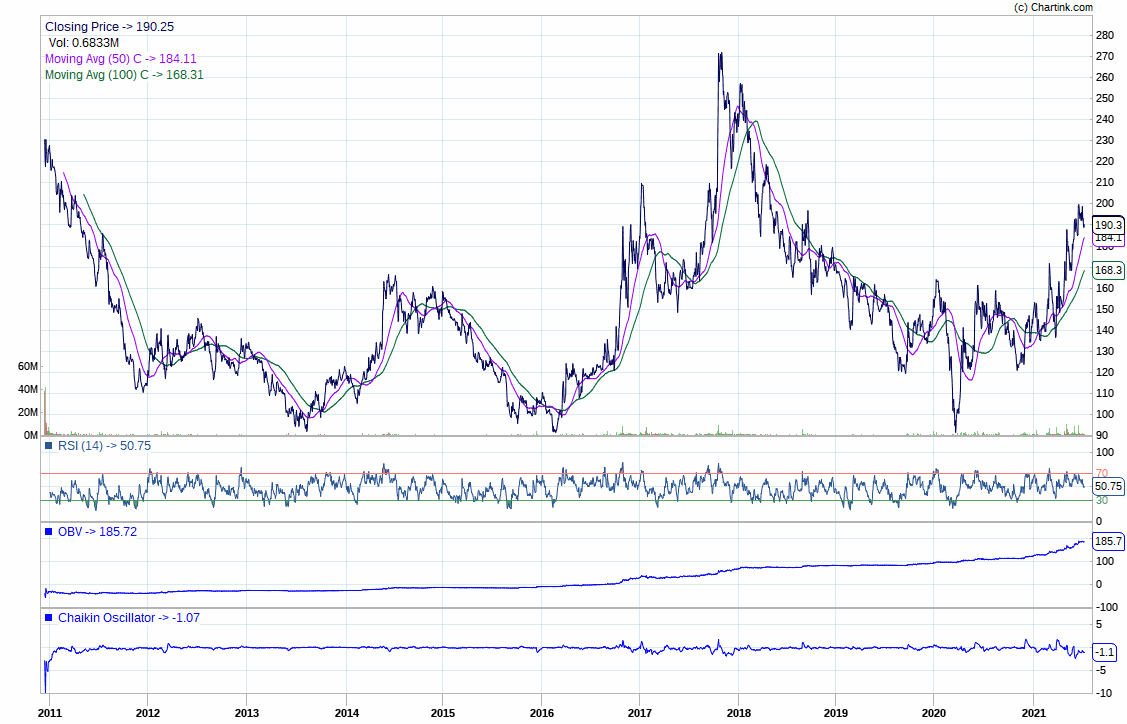 (c) Chartink.com
Closing Price -> 190.25
Vol: 0.6833M
Moving Avg (50) C -> 184.11
Moving Avg (100) C -> 168.31
280
270
260
250
240
230
220
210
200
190.3
184.1
180
168.3
160
150
140
130
120
110
100
90
60M
40M
20M
0M
RSI (14) -> 50.75
100
70
50.75
30
0
OBV -> 185.72
185.7
100
0
-100
Chaikin Oscillator -> -1.07
5
-1.1
-5
-10
2011 2012 2013 2014 2015 2016 2017 2018 2019 2020 2021